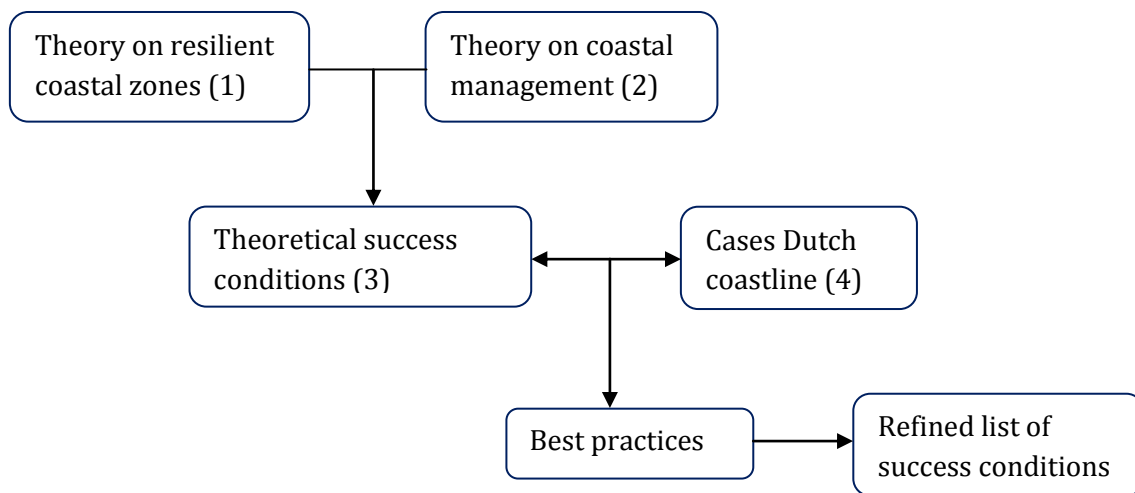 Theory on resilient
coastal zones (1)
Theory on coastal
management (2)
Theoretical success
conditions (3)
Cases Dutch
coastline (4)
Best practices
Refined list of
success conditions